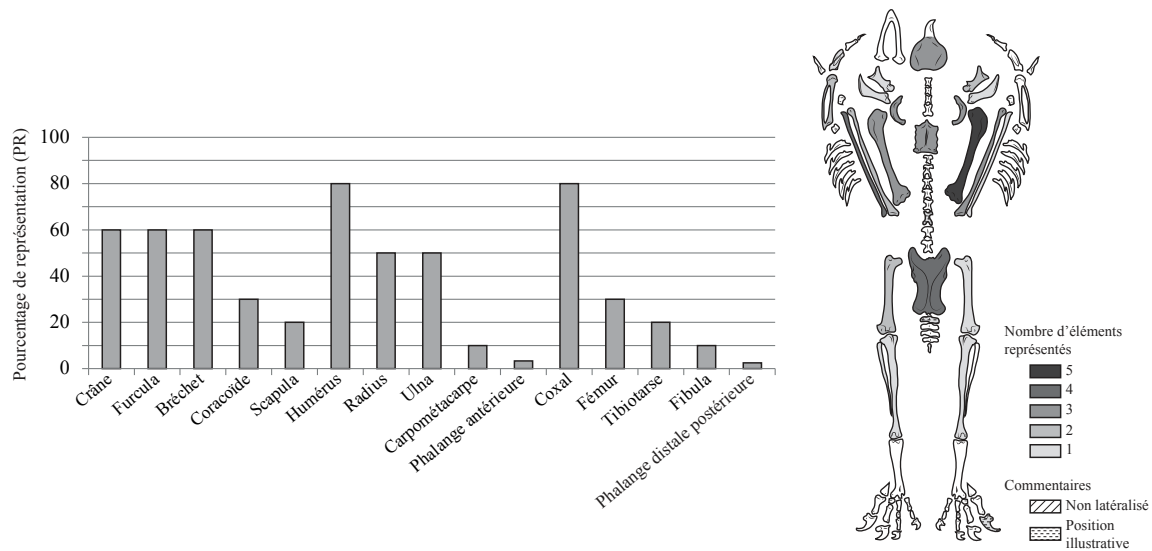 Pourcentage de représentation (PR)
100
80
60
40
20
0
Crâne
Furcula
Bréchet
Coracoïde
Scapula
Humérus
Radius
Ulna
Carpométacarpe
Phalange antérieure
Coxal
Fémur
Tibiotarse
Fibula
Phalange distale postérieure
Nombre d'éléments
représentés
5
4
3
2
1
Commentaires
Non latéralisé
Position
illustrative